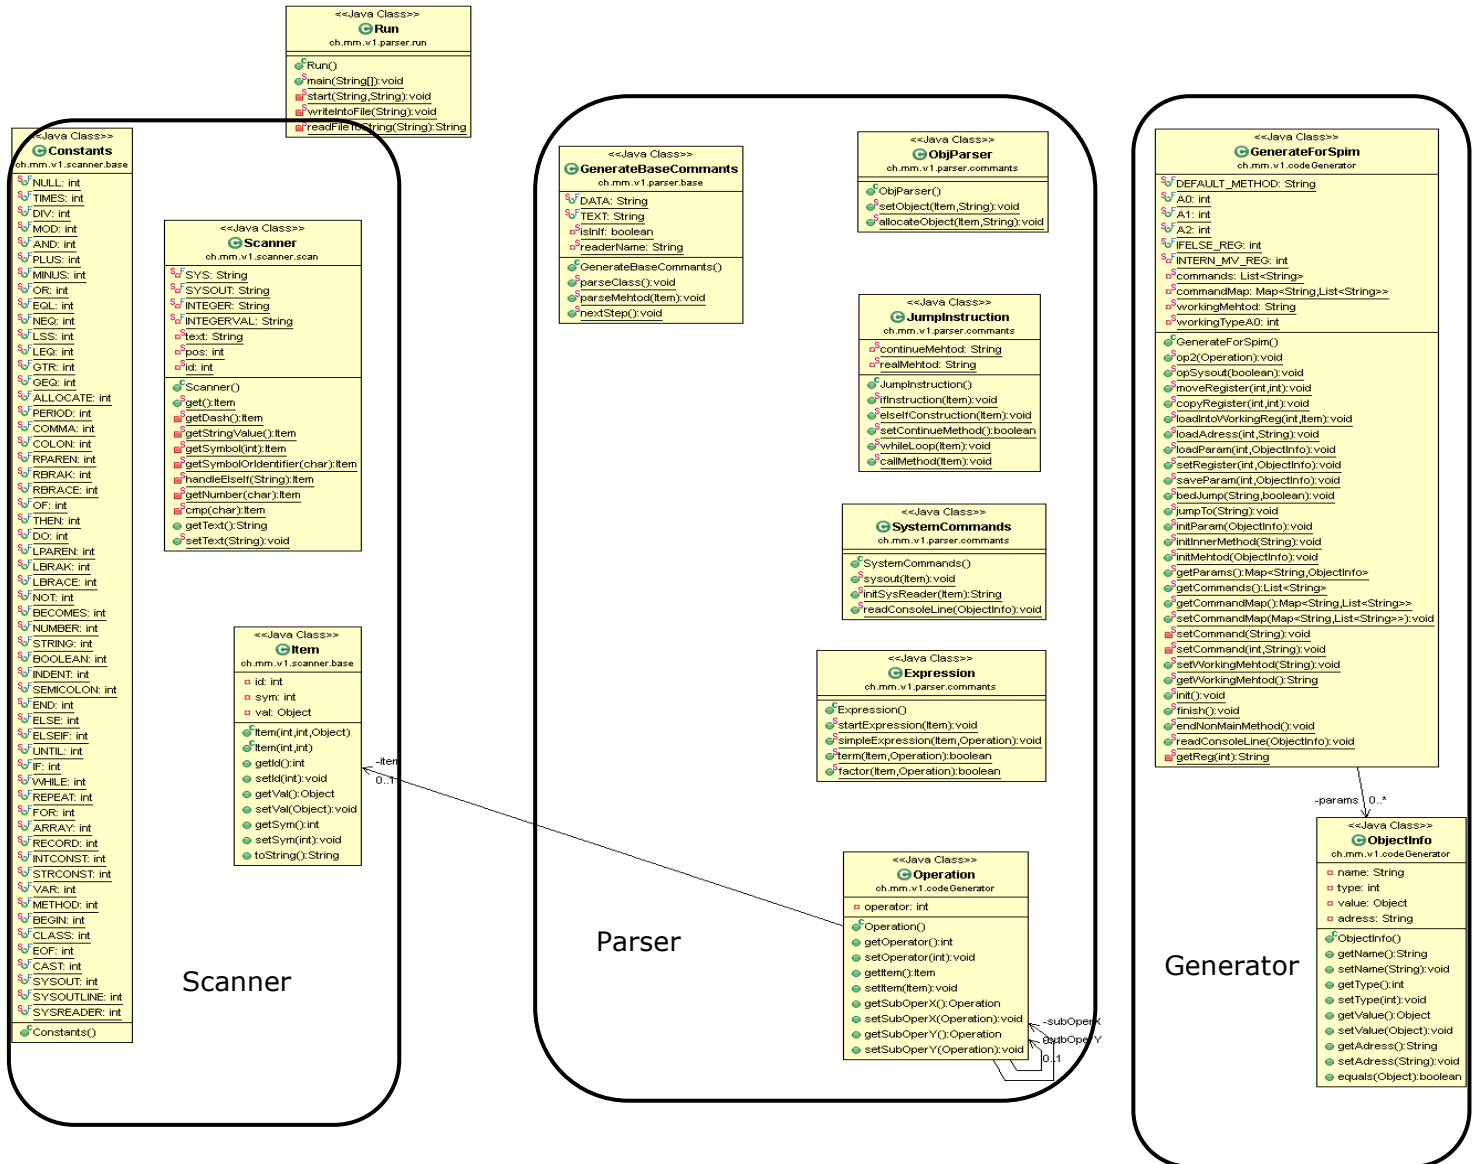 <<Java Class>>
Run
ch.mm.v1.parser.run
Run()
main(String[]):void
start(String,String):void
writeIntoFile(String):void
readFileToString(String):String
<<Java Class>>
Constants
ch.mm.v1.scanner.base
NULL: int
TIMES: int
DIV: int
MOD: int
AND: int
PLUS: int
MINUS: int
OR: int
EQL: int
NEQ: int
LSS: int
LEQ: int
GTR: int
GEQ: int
ALLOCATE: int
PERIOD: int
COMMA: int
COLON: int
RPAREN: int
RBRAK: int
RBRACE: int
OF: int
THEN: int
DO: int
LPAREN: int
LBRAK: int
LBRACE: int
NOT: int
BECOMES: int
NUMBER: int
STRING: int
BOOLEAN: int
INDENT: int
SEMICOLON: int
END: int
ELSE: int
ELSEIF: int
UNTIL: int
IF: int
WHILE: int
REPEAT: int
FOR: int
ARRAY: int
RECORD: int
INTCONST: int
STRCONST: int
VAR: int
METHOD: int
BEGIN: int
CLASS: int
EOF: int
CAST: int
SYSOUT: int
SYSOUTLINE: int
SYSREADER: int
Constants()
<<Java Class>>
Scanner
ch.mm.v1.scanner.scan
SYS: String
SYSOUT: String
INTEGER: String
INTEGERVAL: String
text: String
pos: int
id: int
Scanner()
get():Item
getDash():Item
getStringValue():Item
getSymbol(int):Item
getSymbolOrIdentifier(char):Item
handleElseIf(String):Item
getNumber(char):Item
cmp(char):Item
getText():String
setText(String):void
<<Java Class>>
Item
ch.mm.v1.scanner.base
id: int
sym: int
val: Object
Item(int,int,Object)
Item(int,int)
getId():int
setId(int):void
getVal():Object
setVal(Object):void
getSym():int
setSym(int):void
toString():String
-item
0..1
Scanner
<<Java Class>>
GenerateBaseCommants
ch.mm.v1.parser.base
DATA: String
TEXT: String
isInIf: boolean
readerName: String
GenerateBaseCommants()
parseClass():void
parseMehtod(Item):void
nextStep():void
<<Java Class>>
ObjParser
ch.mm.v1.parser.commants
ObjParser()
setObject(Item,String):void
allocateObject(Item,String):void
<<Java Class>>
JumpInstruction
ch.mm.v1.parser.commants
continueMehtod: String
realMehtod: String
JumpInstruction()
ifInstruction(Item):void
elseIfConstruction(Item):void
setContinueMethod():boolean
whileLoop(Item):void
callMethod(Item):void
<<Java Class>>
SystemCommands
ch.mm.v1.parser.commants
SystemCommands()
sysout(Item):void
initSysReader(Item):String
readConsoleLine(ObjectInfo):void
<<Java Class>>
Expression
ch.mm.v1.parser.commants
Expression()
startExpression(Item):void
simpleExpression(Item,Operation):void
term(Item,Operation):boolean
factor(Item,Operation):boolean
<<Java Class>>
Operation
ch.mm.v1.codeGenerator
operator: int
Operation()
getOperator():int
setOperator(int):void
getItem():Item
setItem(Item):void
getSubOperX():Operation
setSubOperX(Operation):void
getSubOperY():Operation
setSubOperY(Operation):void
-subOperX
-subOperY
0..1
Parser
<<Java Class>>
GenerateForSpim
ch.mm.v1.codeGenerator
DEFAULT_METHOD: String
A0: int
A1: int
A2: int
IFELSE_REG: int
INTERN_MV_REG: int
commands: List<String>
commandMap: Map<String,List<String>>
workingMehtod: String
workingTypeA0: int
GenerateForSpim()
op2(Operation):void
opSysout(boolean):void
moveRegister(int,int):void
copyRegister(int,int):void
loadIntoWorkingReg(int,Item):void
loadAdress(int,String):void
loadParam(int,ObjectInfo):void
setRegister(int,ObjectInfo):void
saveParam(int,ObjectInfo):void
bedJump(String,boolean):void
jumpTo(String):void
initParam(ObjectInfo):void
initInnerMethod(String):void
initMehtod(ObjectInfo):void
getParams():Map<String,ObjectInfo>
getCommands():List<String>
getCommandMap():Map<String,List<String>>
setCommandMap(Map<String,List<String>>):void
setCommand(String):void
setCommand(int,String):void
setWorkingMehtod(String):void
getWorkingMehtod():String
init():void
finish():void
endNonMainMethod():void
readConsoleLine(ObjectInfo):void
getReg(int):String
-params 0..*
<<Java Class>>
ObjectInfo
ch.mm.v1.codeGenerator
name: String
type: int
value: Object
adress: String
ObjectInfo()
getName():String
setName(String):void
getType():int
setType(int):void
getValue():Object
setValue(Object):void
getAdress():String
setAdress(String):void
equals(Object):boolean
Generator